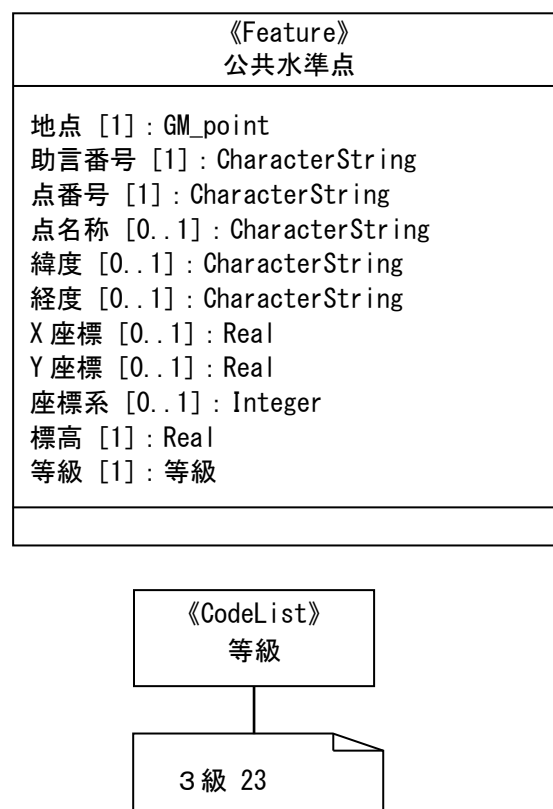 《Feature》
公共水準点
地点 [1]：GM_point
助言番号 [1]：CharacterString
点番号 [1]：CharacterString
点名称 [0..1]：CharacterString
緯度 [0..1]：CharacterString
経度 [0..1]：CharacterString
X座標 [0..1]：Real
Y座標 [0..1]：Real
座標系 [0..1]：Integer
標高 [1]：Real
等級 [1]：等級
《CodeList》
等級
３級 23